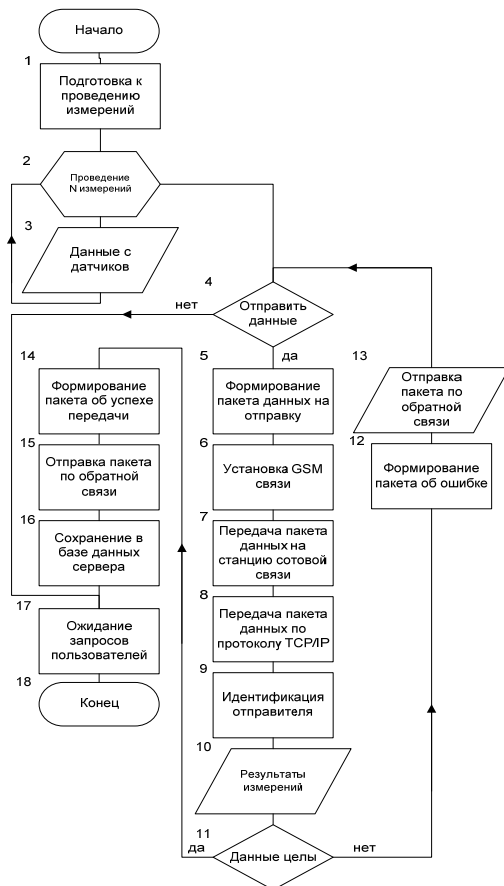 Начало
1
Подготовка к
проведению
измерений
2
Проведение
N измерений
3
Данные с
датчиков
4
Отправить
данные
нет
да
5
Формирование
пакета данных на
отправку
6
Установка GSM
связи
7
Передача пакета
данных на
станцию сотовой
связи
8
Передача пакета
данных по
протоколу TCP/IP
9
Идентификация
отправителя
10
Результаты
измерений
11
Данные целы
да
нет
12
Формирование
пакета об ошибке
13
Отправка
пакета по
обратной
связи
14
Формирование
пакета об успехе
передачи
15
Отправка пакета
по обратной
связи
16
Сохранение в
базе данных
сервера
17
Ожидание
запросов
пользователей
18
Конец